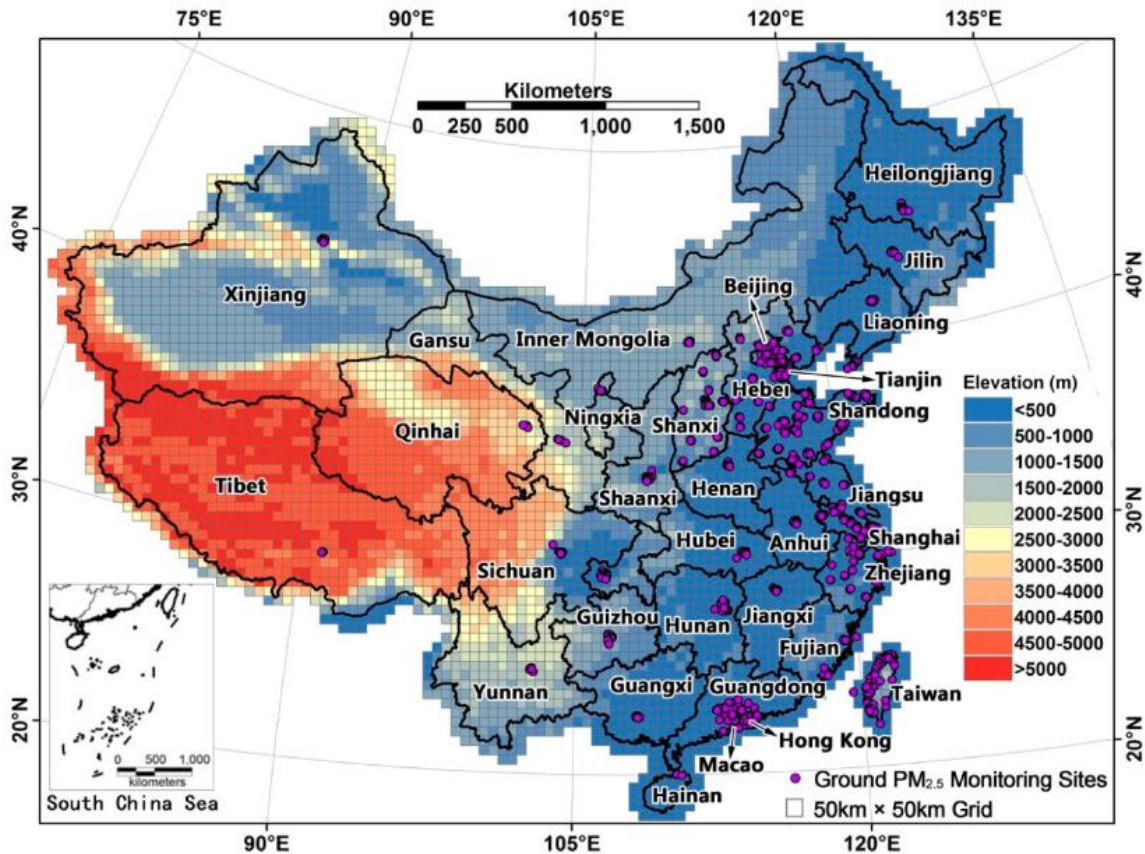 75°E 90°E 105°E 120°E 135°E
Kilometers
0 250 500 1,000 1,500
Heilongjiang
Jilin
40°N
40°N
Beijing
Xinjiang
Liaoning
Gansu
Inner Mongolia
Tianjin
Hebei
Elevation (m)
<500
500-1000
1000-1500
1500-2000
2000-2500
2500-3000
3000-3500
3500-4000
4000-4500
4500-5000
>5000
Ningxia
Shanxi
Shandong
Qinhai
30°N
30°N
Tibet
Shaanxi
Henan
Jiangsu
Hubei
Anhui
Shanghai
Sichuan
Zhejiang
Guizhou
Hunan
Jiangxi
Fujian
Yunnan
Guangxi
Guangdong
Taiwan
20°N
20°N
Hong Kong
Macao
Hainan
0 500 1,000
kilometers
South China Sea
Ground PM2.5 Monitoring Sites
50km × 50km Grid
90°E 105°E 120°E